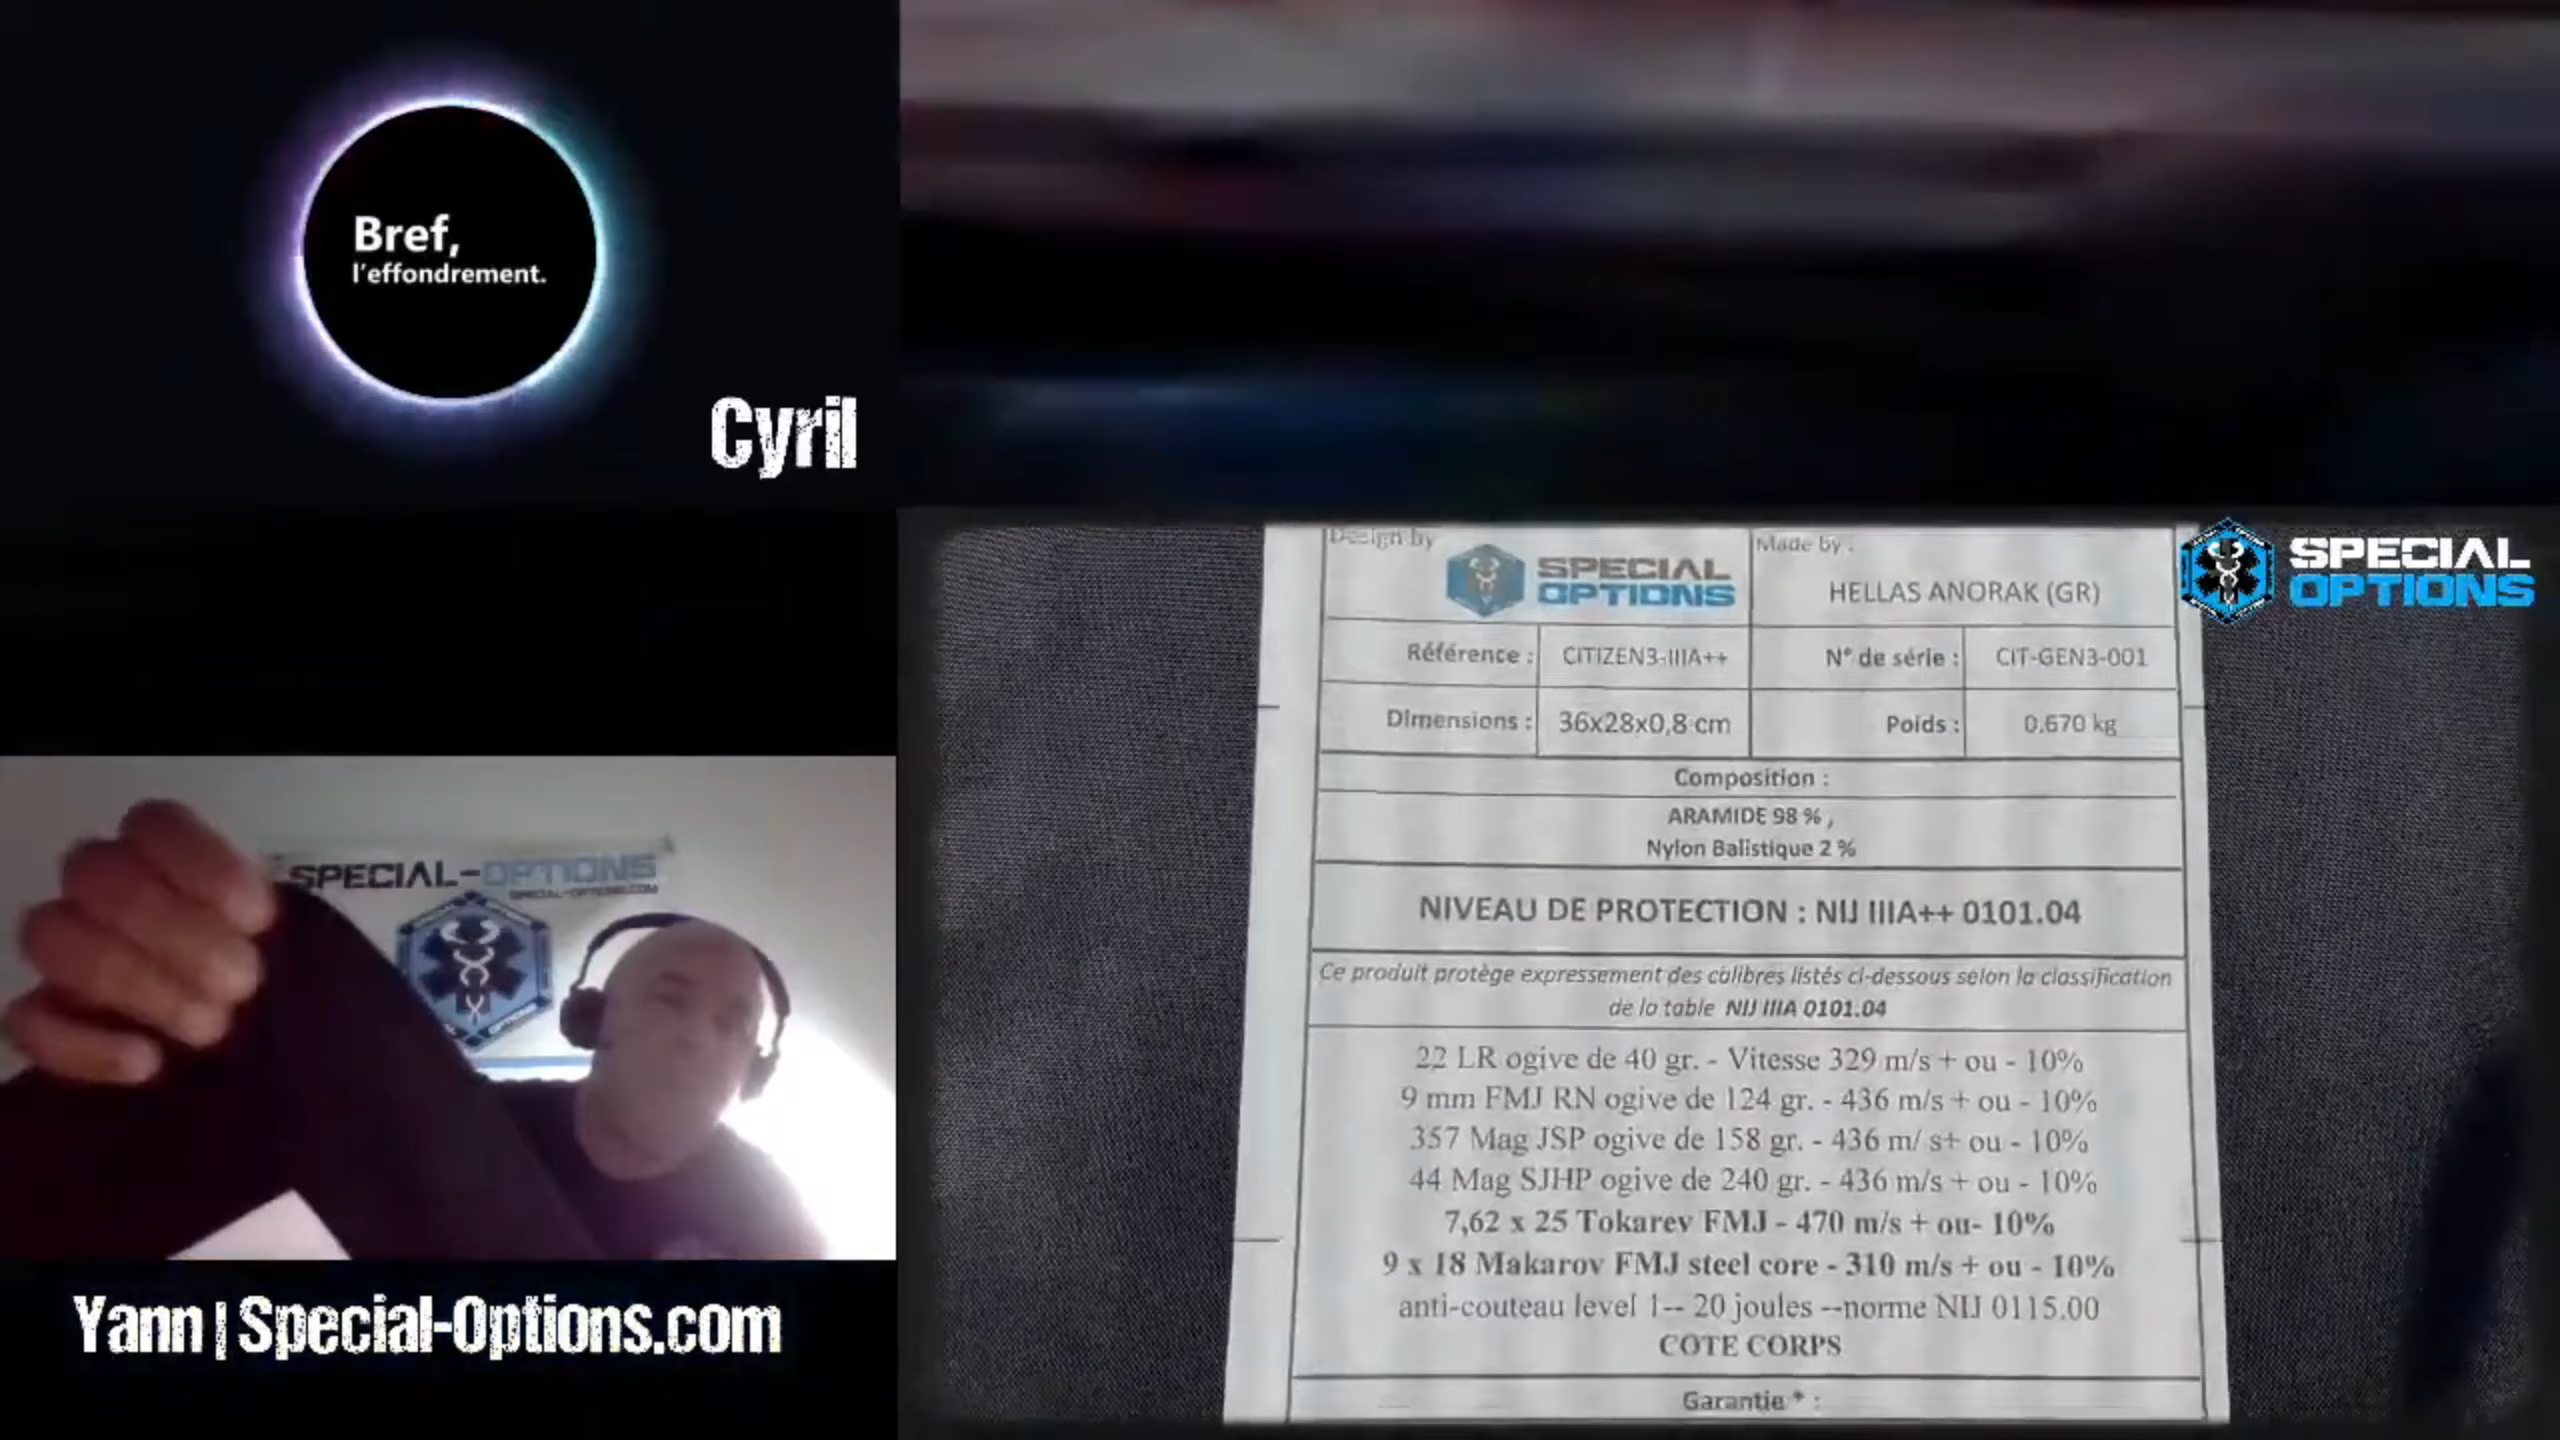 Bref,
l'effondrement.
Cyril
SPECIAL-OPTIONS
SPECIAL-OPTIONS.COM
Yann | Special-Options.com
SPECIAL
OPTIONS
Design by
SPECIAL
OPTIONS
Made by :
HELLAS ANORAK (GR)
Référence : CITIZEN3-IIIA++ N° de série : CIT-GEN3-001
Dimensions : 36x28x0,8 cm Poids : 0.670 kg
Composition :
ARAMIDE 98 % ,
Nylon Balistique 2 %
NIVEAU DE PROTECTION : NIJ IIIA++ 0101.04
Ce produit protège expressement des calibres listés ci-dessous selon la classification
de la table NIJ IIIA 0101.04
22 LR ogive de 40 gr. - Vitesse 329 m/s + ou - 10%
9 mm FMJ RN ogive de 124 gr. - 436 m/s + ou - 10%
357 Mag JSP ogive de 158 gr. - 436 m/ s+ ou - 10%
44 Mag SJHP ogive de 240 gr. - 436 m/s + ou - 10%
7,62 x 25 Tokarev FMJ - 470 m/s + ou- 10%
9 x 18 Makarov FMJ steel core - 310 m/s + ou - 10%
anti-couteau level 1-- 20 joules --norme NIJ 0115.00
COTE CORPS
Garantie * :